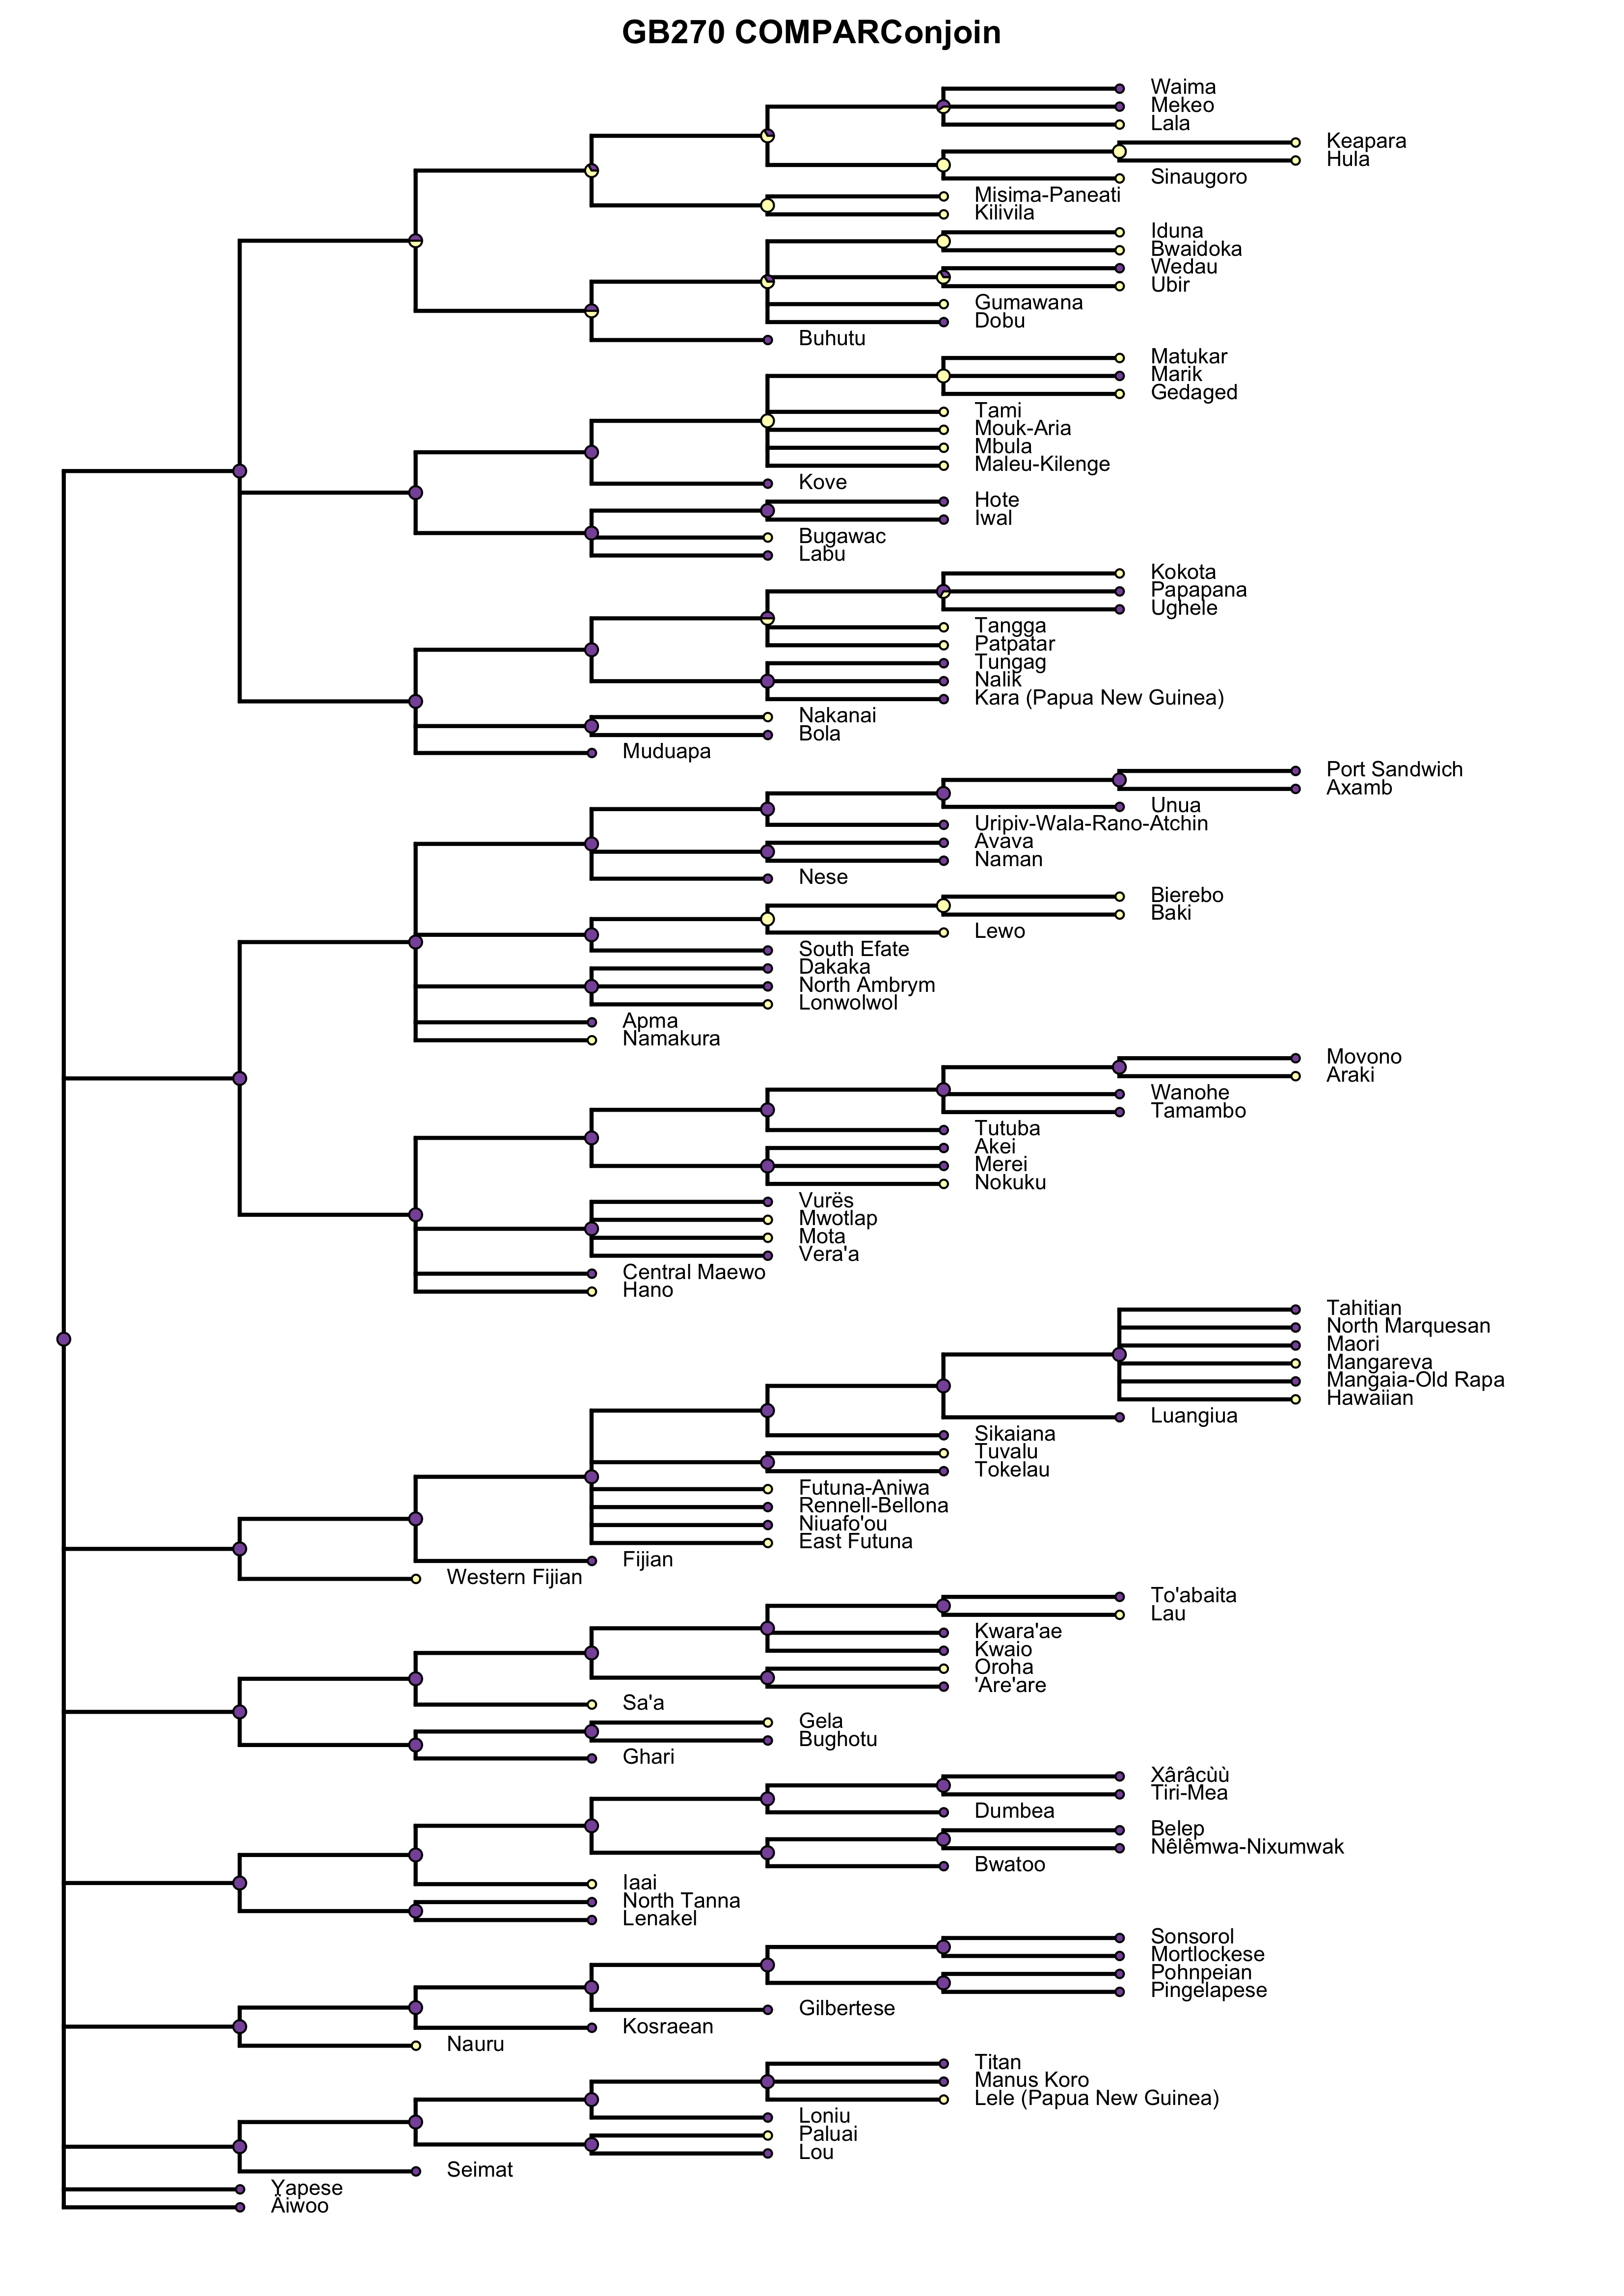 GB270 COMPARConjoin
Waima
Mekeo
Lala
Keapara
Hula
Sinaugoro
Misima-Paneati
Kilivila
Iduna
Bwaidoka
Wedau
Ubir
Gumawana
Dobu
Buhutu
Matukar
Marik
Gedaged
Tami
Mouk-Aria
Mbula
Maleu-Kilenge
Kove
Hote
Iwal
Bugawac
Labu
Kokota
Papapana
Ughele
Tangga
Patpatar
Tungag
Nalik
Kara (Papua New Guinea)
Nakanai
Bola
Muduapa
Port Sandwich
Axamb
Unua
Uripiv-Wala-Rano-Atchin
Avava
Naman
Nese
Bierebo
Baki
Lewo
South Efate
Dakaka
North Ambrym
Lonwolwol
Apma
Namakura
Movono
Araki
Wanohe
Tamambo
Tutuba
Akei
Merei
Nokuku
Vurës
Mwotlap
Mota
Vera'a
Central Maewo
Hano
Tahitian
North Marquesan
Maori
Mangareva
Mangaia-Old Rapa
Hawaiian
Luangiua
Sikaiana
Tuvalu
Tokelau
Futuna-Aniwa
Rennell-Bellona
Niuafo'ou
East Futuna
Fijian
Western Fijian
To'abaita
Lau
Kwara'ae
Kwaio
Oroha
'Are'are
Sa'a
Gela
Bughotu
Ghari
Xârâcùù
Tiri-Mea
Dumbea
Belep
Nêlêmwa-Nixumwak
Bwatoo
Iaai
North Tanna
Lenakel
Sonsorol
Mortlockese
Pohnpeian
Pingelapese
Gilbertese
Kosraean
Nauru
Titan
Manus Koro
Lele (Papua New Guinea)
Loniu
Paluai
Lou
Seimat
Yapese
Äiwoo